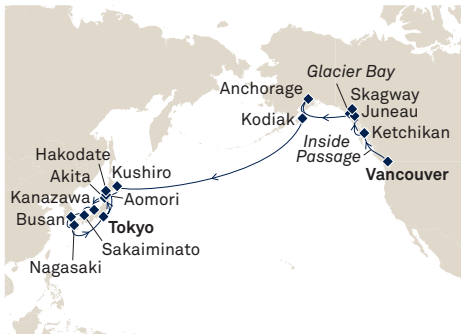 Glacier Bay
Anchorage
Skagway
Juneau
Kodiak
Ketchikan
Inside
Passage
Vancouver
Hakodate
Kushiro
Akita
Kanazawa
Aomori
Busan
Tokyo
Sakaiminato
Nagasaki